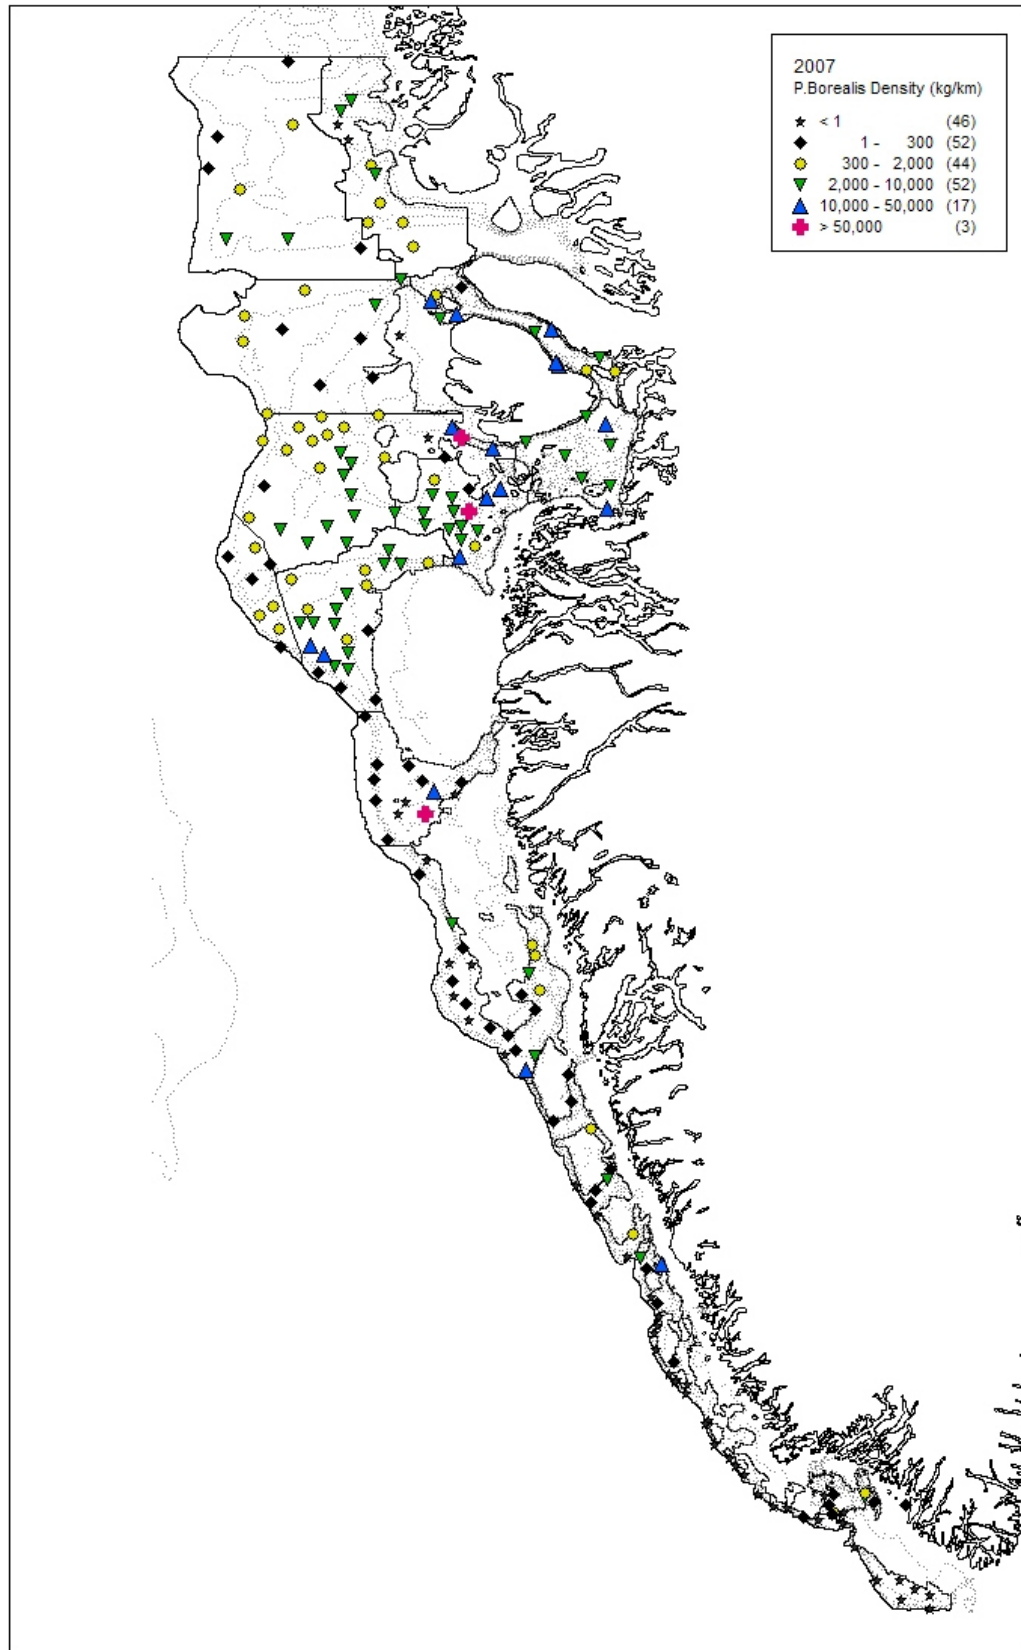 2007
P.Borealis Density (kg/km)
< 1 (46)
1 - 300 (52)
300 - 2,000 (44)
2,000 - 10,000 (52)
10,000 - 50,000 (17)
> 50,000 (3)